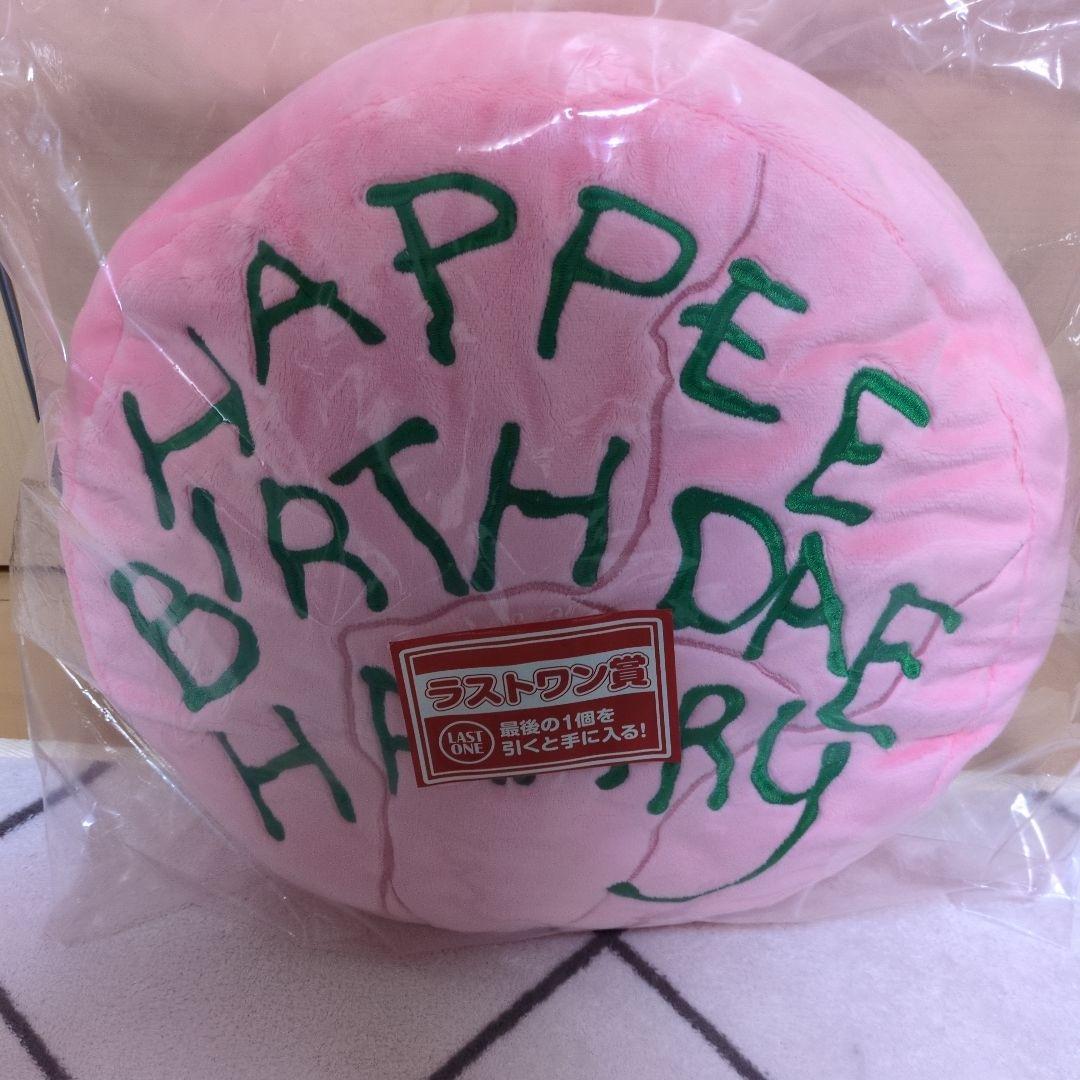 HAPPEE
BIRTHDAE
HARRY
ラストワン賞
LAST
ONE
最後の1個を
引くと手に入る!